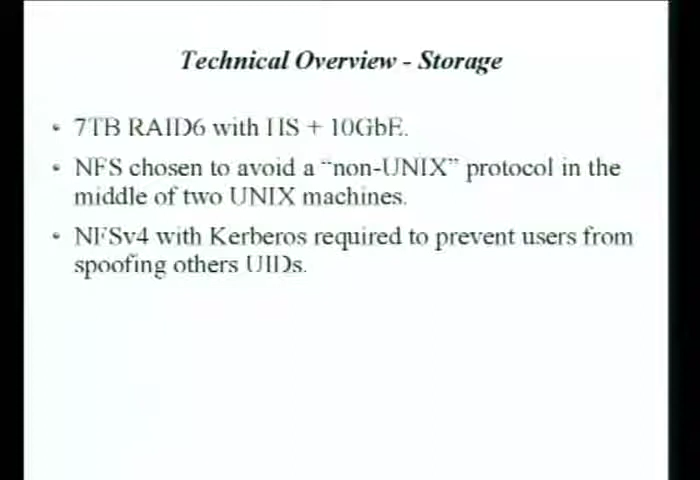 Technical Overview - Storage
7TB RAID6 with HS + 10GbE.
NFS chosen to avoid a "non-UNIX" protocol in the
middle of two UNIX machines.
NFSv4 with Kerberos required to prevent users from
spoofing others UIDs.